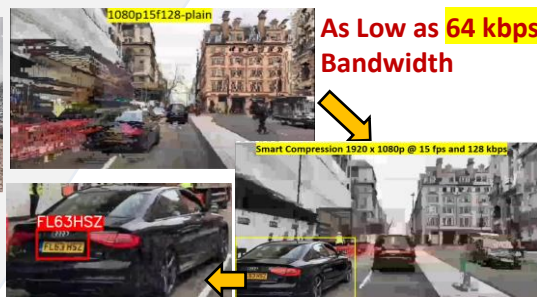 1080p15f128-plain
As Low as 64 kbps
Bandwidth
Smart Compression 1920 x 1080p @ 15 fps and 128 kbps
FL63HSZ
FL63 HSZ